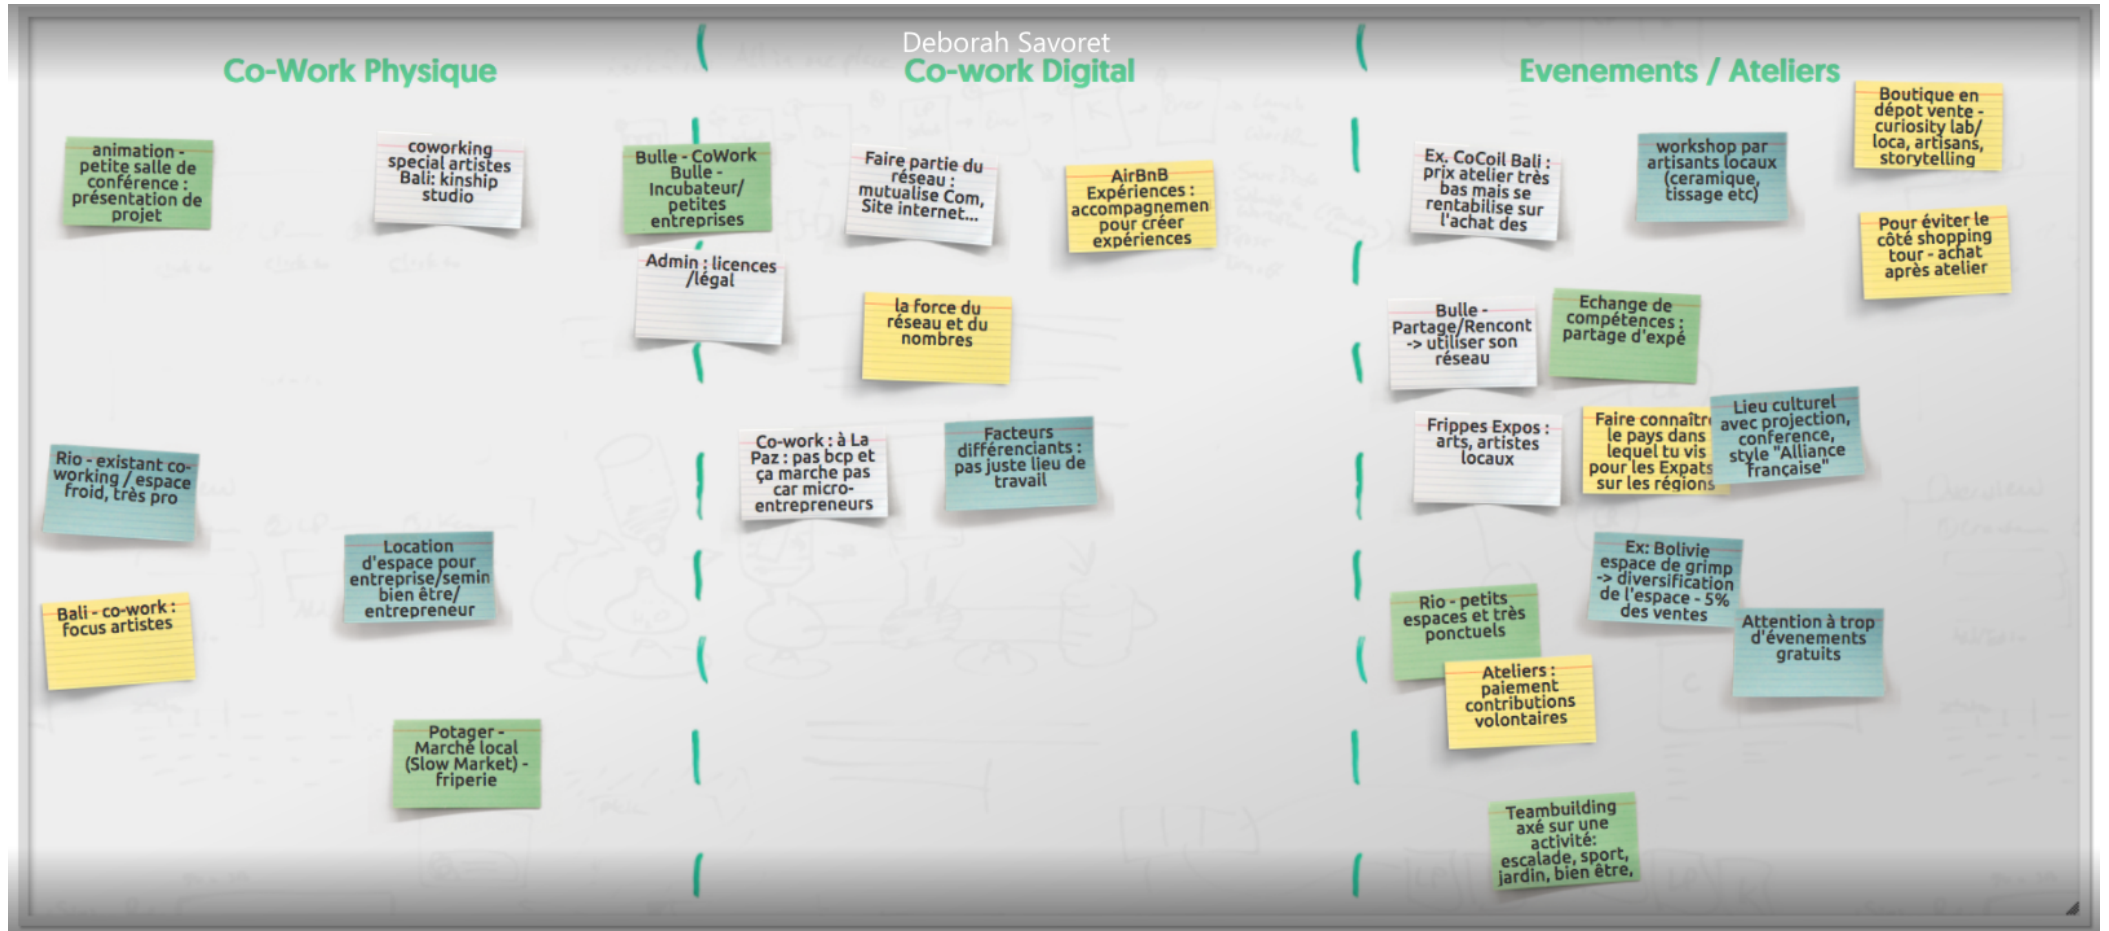 Deborah Savoret
Co-Work Physique
Co-work Digital
Evenements / Ateliers
animation -
petite salle de
conférence :
présentation de
projet
coworking
special artistes
Bali: kinship
studio
Rio - existant co-
working / espace
froid, très pro
Location
d'espace pour
entreprise/semin
bien être/
entrepreneur
Bali - co-work :
focus artistes
Potager -
Marché local
(Slow Market) -
friperie
Bulle - CoWork
Bulle -
Incubateur/
petites
entreprises
Admin : licences
/légal
Faire partie du
réseau :
mutualise Com,
Site internet...
AirBnB
Expériences :
accompagnemen
pour créer
expériences
la force du
réseau et du
nombres
Co-work : à La
Paz : pas bcp et
ça marche pas
car micro-
entrepreneurs
Facteurs
différenciants :
pas juste lieu de
travail
Ex. CoCoil Bali :
prix atelier très
bas mais se
rentabilise sur
l'achat des
workshop par
artisants locaux
(ceramique,
tissage etc)
Boutique en
dépot vente -
curiosity lab/
loca, artisans,
storytelling
Pour éviter le
côté shopping
tour - achat
après atelier
Bulle -
Partage/Rencont
-> utiliser son
réseau
Echange de
compétences :
partage d'expé
Frippes Expos :
arts, artistes
locaux
Faire connaître
le pays dans
lequel tu vis
pour les Expats
sur les régions
Lieu culturel
avec projection,
conference,
style "Alliance
française"
Ex: Bolivie
espace de grimp
-> diversification
de l'espace - 5%
des ventes
Rio - petits
espaces et très
ponctuels
Attention à trop
d'évenements
gratuits
Ateliers :
paiement
contributions
volontaires
Teambuilding
axé sur une
activité:
escalade, sport,
jardin, bien être,